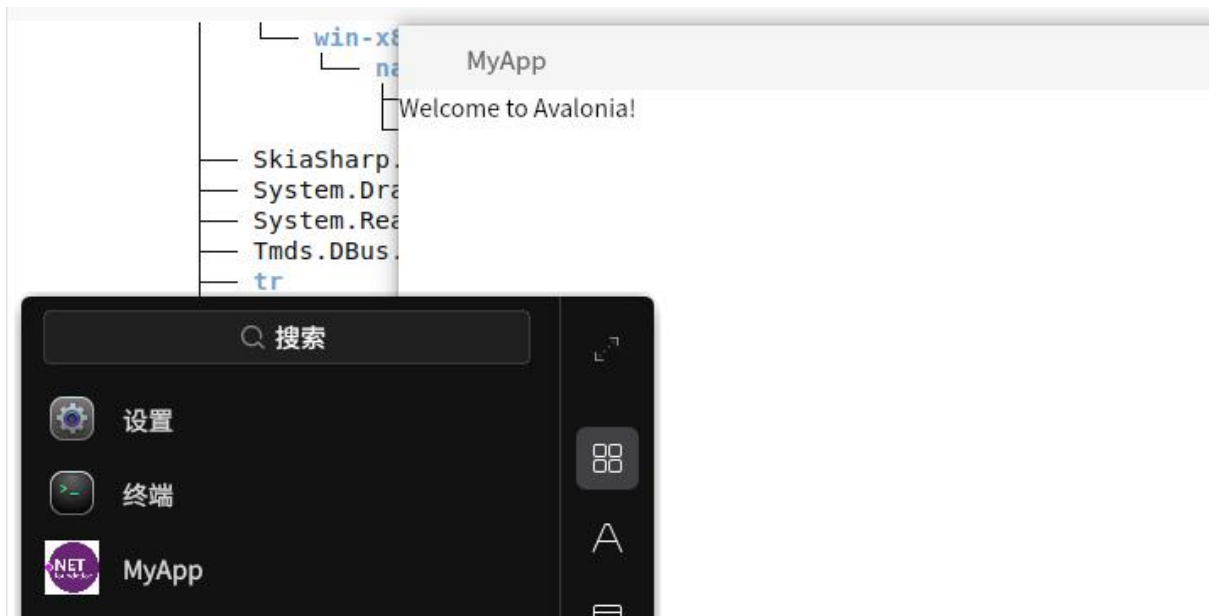 win-x8
na
MyApp
Welcome to Avalonia!
SkiaSharp.
System.Dra
System.Rea
Tmds.DBus.
tr
搜索
设置
终端
A
NET
MyApp